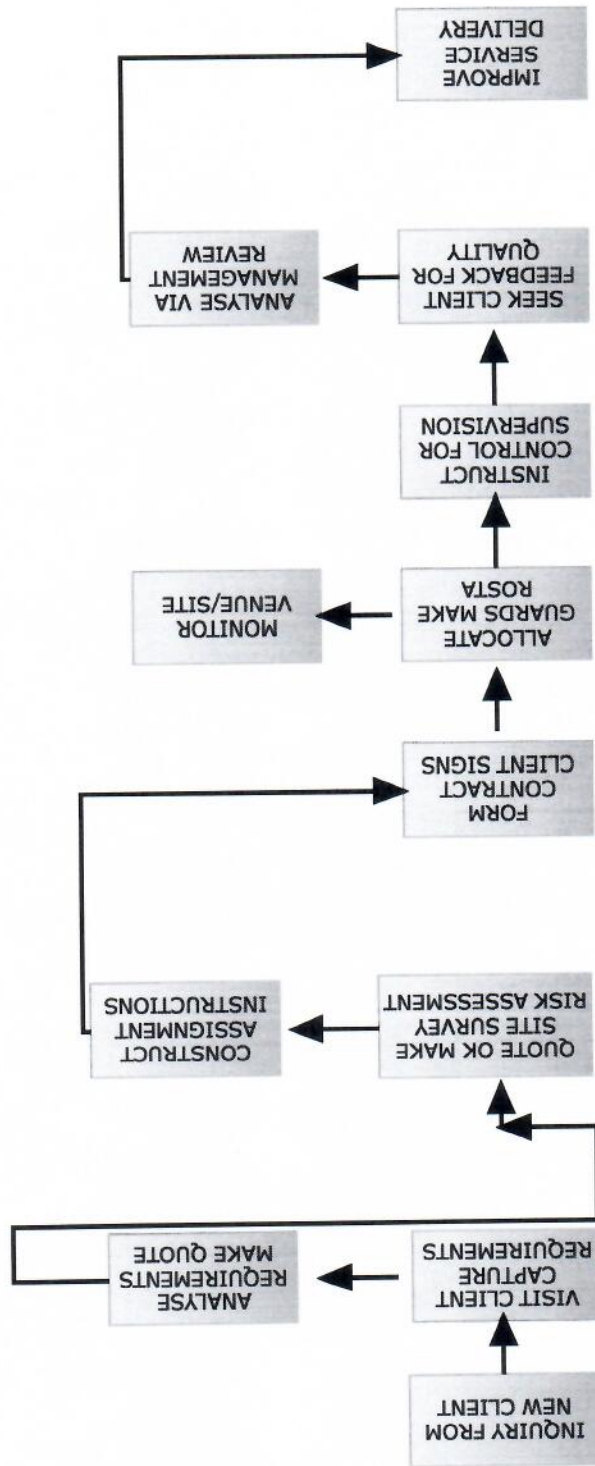 INQUIRY FROM
NEW CLIENT
VISIT CLIENT
CAPTURE
REQUIREMENTS
ANALYSE
REQUIREMENTS
MAKE QUOTE
QUOTE OK MAKE
SITE SURVEY
RISK ASSESSMENT
CONSTRUCT
ASSIGNMENT
INSTRUCTIONS
FORM
CONTRACT
CLIENT SIGNS
ALLOCATE
GUARDS MAKE
ROSTA
MONITOR
VENUE/SITE
INSTRUCT
CONTROL FOR
SUPERVISION
SEEK CLIENT
FEEDBACK FOR
QUALITY
ANALYSE VIA
MANAGEMENT
REVIEW
IMPROVE
SERVICE
DELIVERY